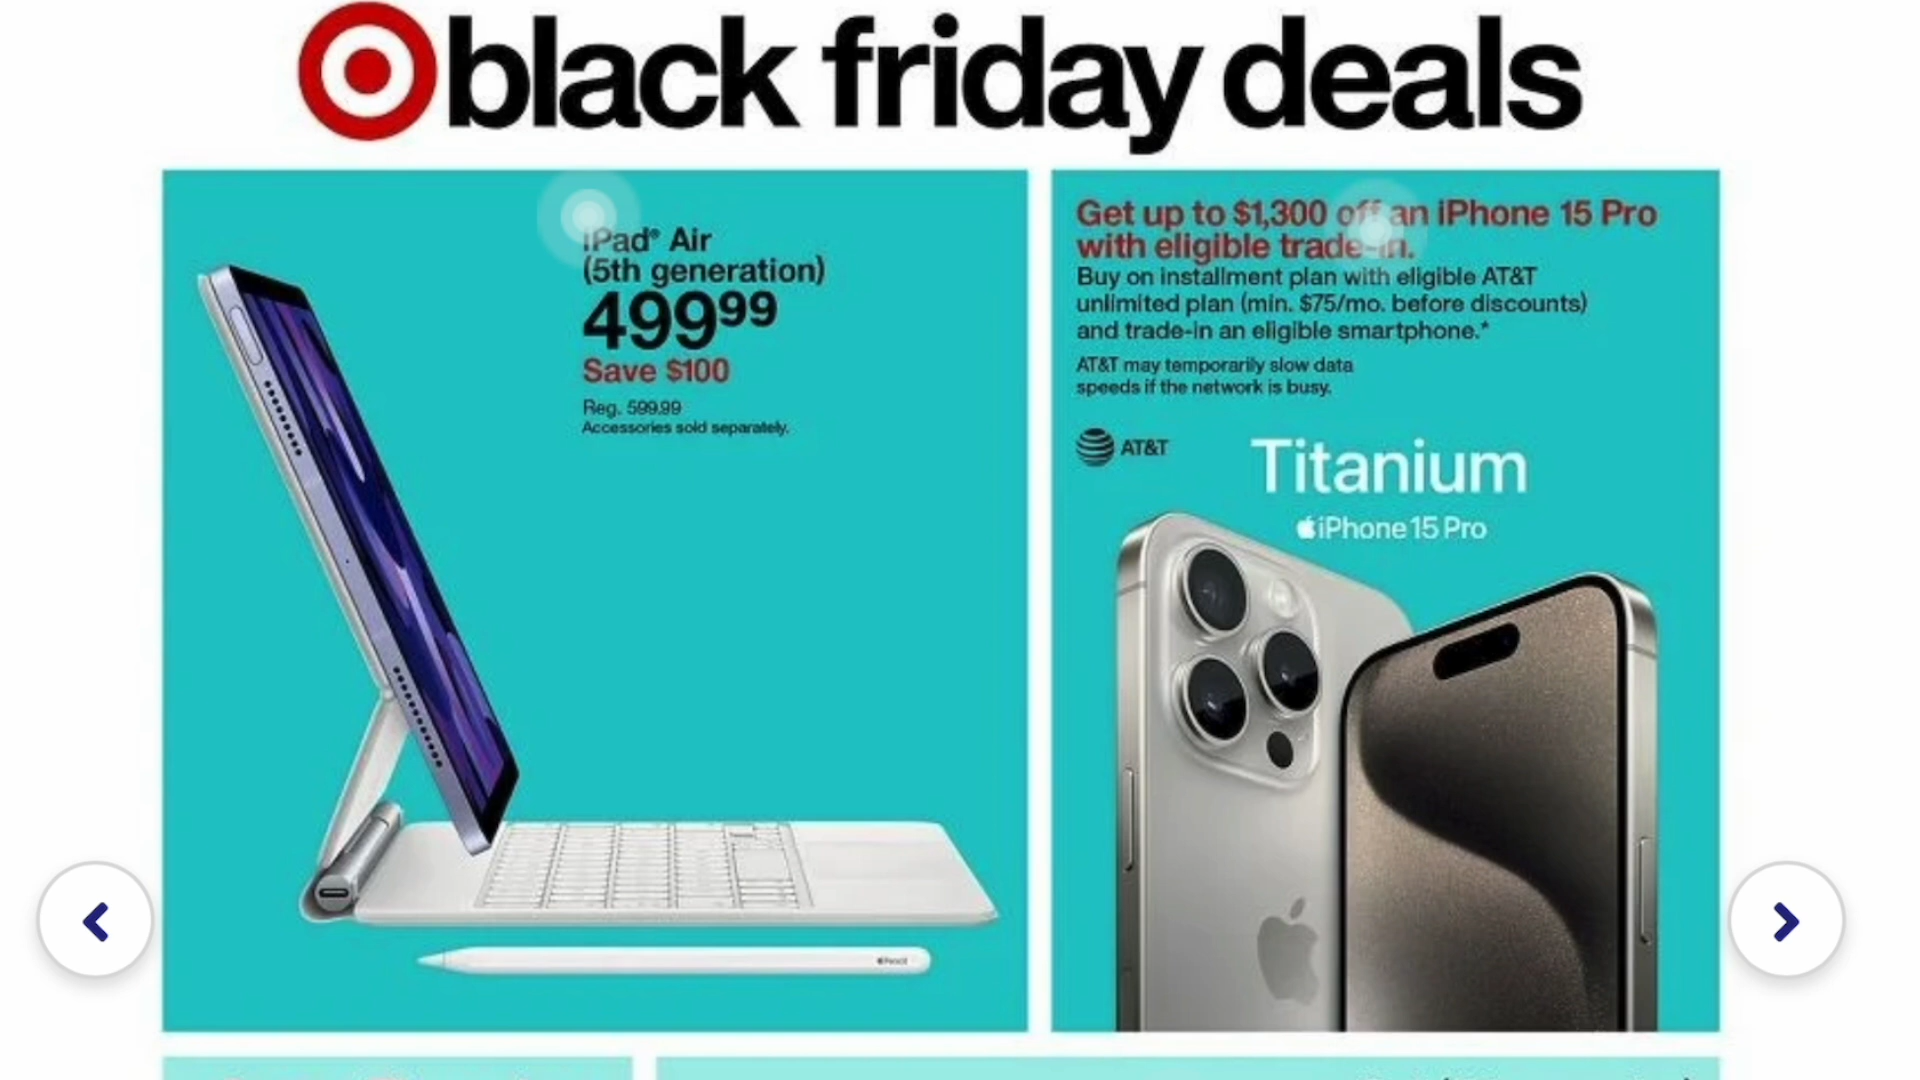 black friday deals
iPad® Air
(5th generation)
499⁹⁹
Save $100
Reg. 599.99
Accessories sold separately.
Get up to $1,300 off an iPhone 15 Pro
with eligible trade-in.
Buy on installment plan with eligible AT&T
unlimited plan (min. $75/mo. before discounts)
and trade-in an eligible smartphone.*
AT&T may temporarily slow data
speeds if the network is busy.
AT&T
Titanium
iPhone 15 Pro
Pencil